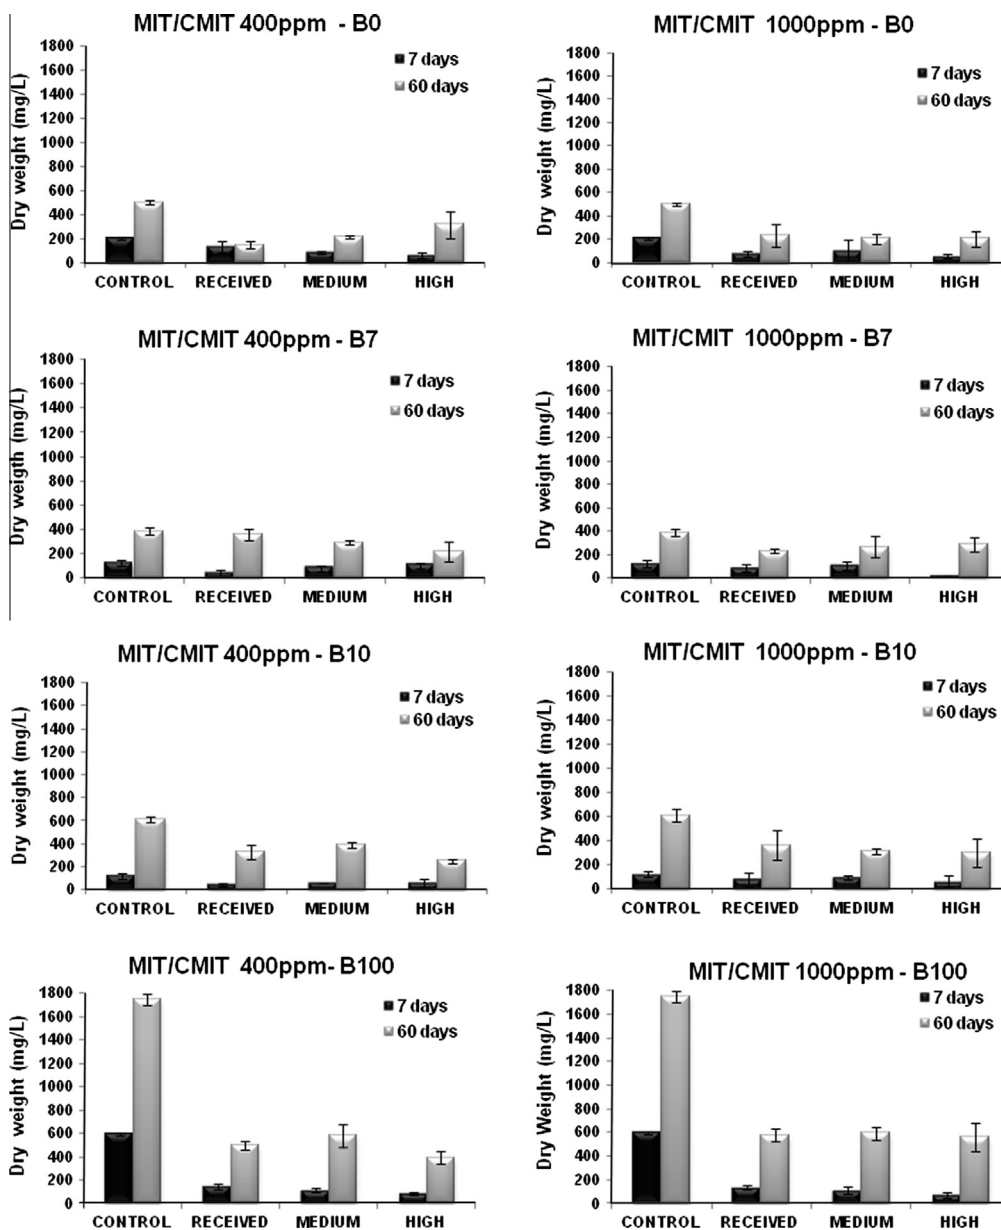 MIT/CMIT 400ppm - B0
Dry weight (mg/L)
1800
1600
1400
1200
1000
800
600
400
200
0
7 days
60 days
CONTROL RECEIVED MEDIUM HIGH
MIT/CMIT 1000ppm - B0
Dry weight (mg/L)
1800
1600
1400
1200
1000
800
600
400
200
0
7 days
60 days
CONTROL RECEIVED MEDIUM HIGH
MIT/CMIT 400ppm - B7
Dry weigth (mg/L)
1800
1600
1400
1200
1000
800
600
400
200
0
7 days
60 days
CONTROL RECEIVED MEDIUM HIGH
MIT/CMIT 1000ppm - B7
Dry weight (mg/L)
1800
1600
1400
1200
1000
800
600
400
200
0
7 days
60 days
CONTROL RECEIVED MEDIUM HIGH
MIT/CMIT 400ppm - B10
Dry weight (mg/L)
1800
1600
1400
1200
1000
800
600
400
200
0
7 days
60 days
CONTROL RECEIVED MEDIUM HIGH
MIT/CMIT 1000ppm - B10
Dry weight (mg/L)
1800
1600
1400
1200
1000
800
600
400
200
0
7 days
60 days
CONTROL RECEIVED MEDIUM HIGH
MIT/CMIT 400ppm- B100
Dry weight (mg/L)
1800
1600
1400
1200
1000
800
600
400
200
0
7 days
60 days
CONTROL RECEIVED MEDIUM HIGH
MIT/CMIT 1000ppm - B100
Dry Weight (mg/L)
1800
1600
1400
1200
1000
800
600
400
200
0
7 days
60 days
CONTROL RECEIVED MEDIUM HIGH